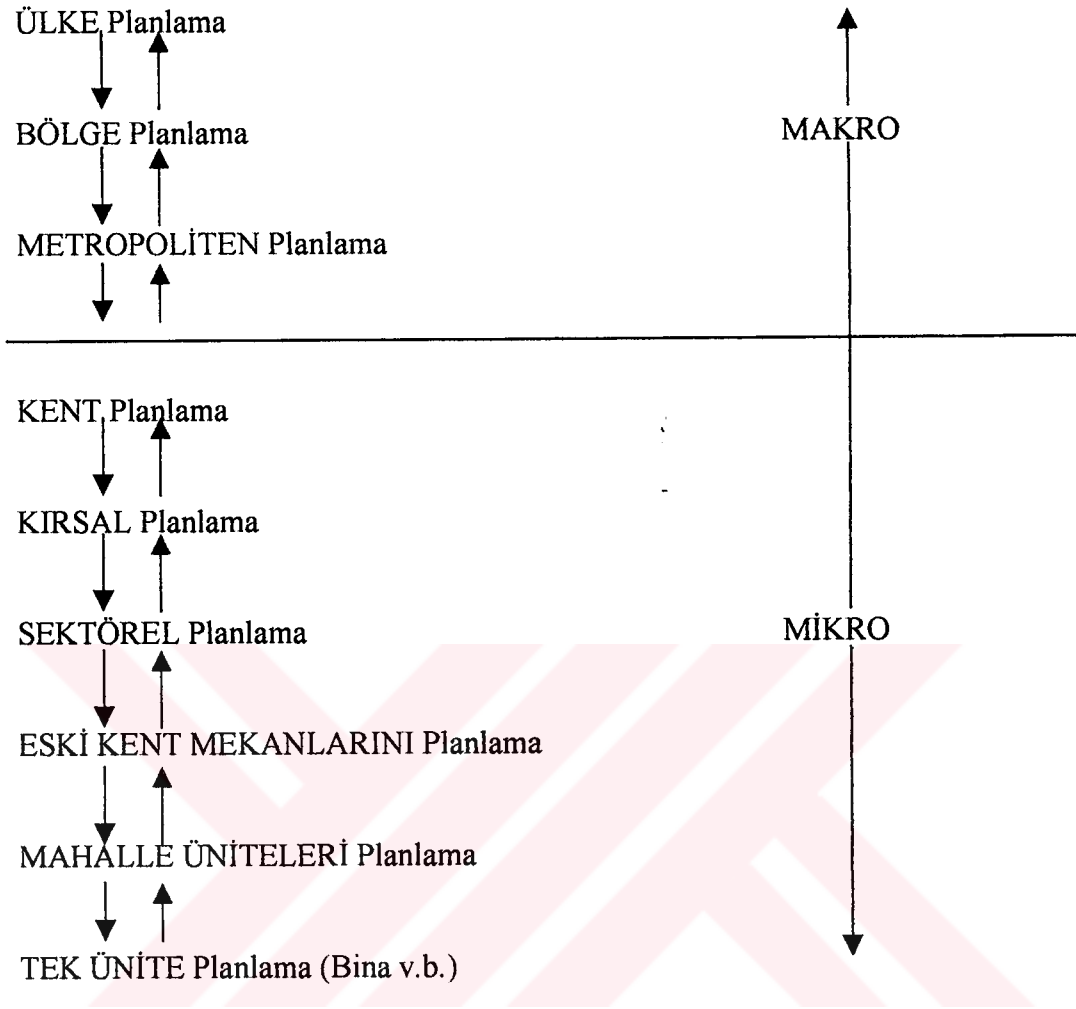 ÜLKE Planlama
BÖLGE Planlama
MAKRO
METROPOLİTEN Planlama
KENT Planlama
KIRSAL Planlama
SEKTÖREL Planlama
MİKRO
ESKİ KENT MEKANLARINI Planlama
MAHALLE ÜNİTELERİ Planlama
TEK ÜNİTE Planlama (Bina v.b.)